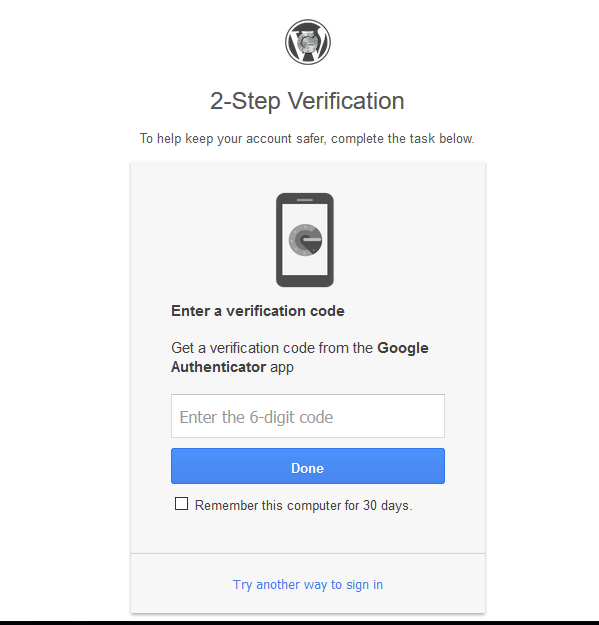 2-Step Verification
To help keep your account safer, complete the task below.
Enter a verification code
Get a verification code from the Google
Authenticator app
Enter the 6-digit code
Done
Remember this computer for 30 days.
Try another way to sign in